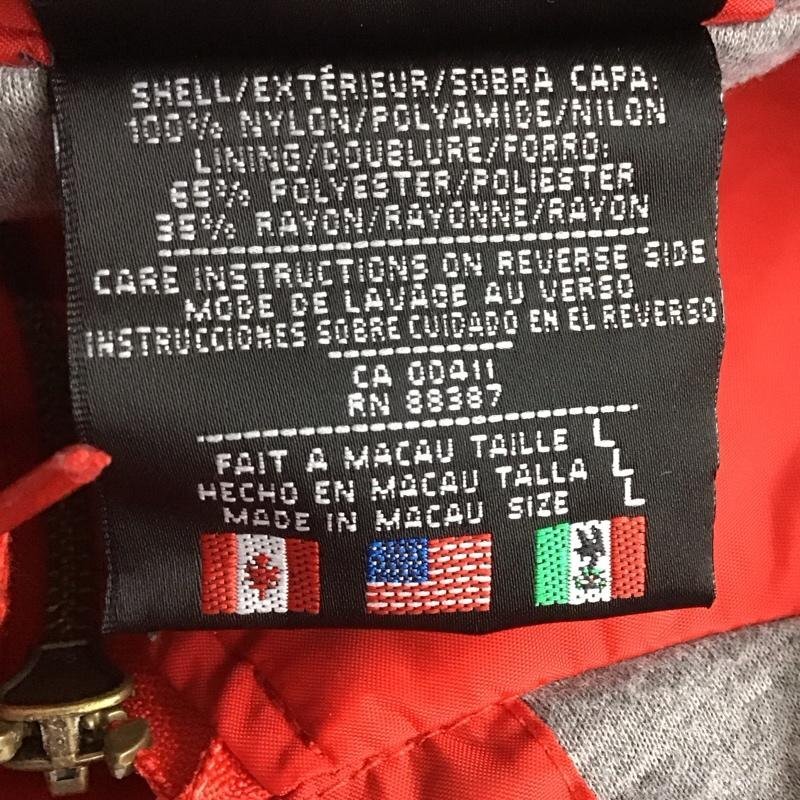 SHELL/EXTÉRIEUR/SOBRA CAPA:
100% NYLON/POLYAMIDE/NILON
LINING/DOUBLURE/FORRO:
65% POLYESTER/POLIESTER
35% RAYON/RAYONNE/RAYON
CARE INSTRUCTIONS ON REVERSE SIDE
MODE DE LAVAGE AU VERSO
INSTRUCCIONES SOBRE CUIDADO EN EL REVERSO
CA 00411
RN 88387
FAIT A MACAU TAILLE L
HECHO EN MACAU TALLA L
MADE IN MACAU SIZE L